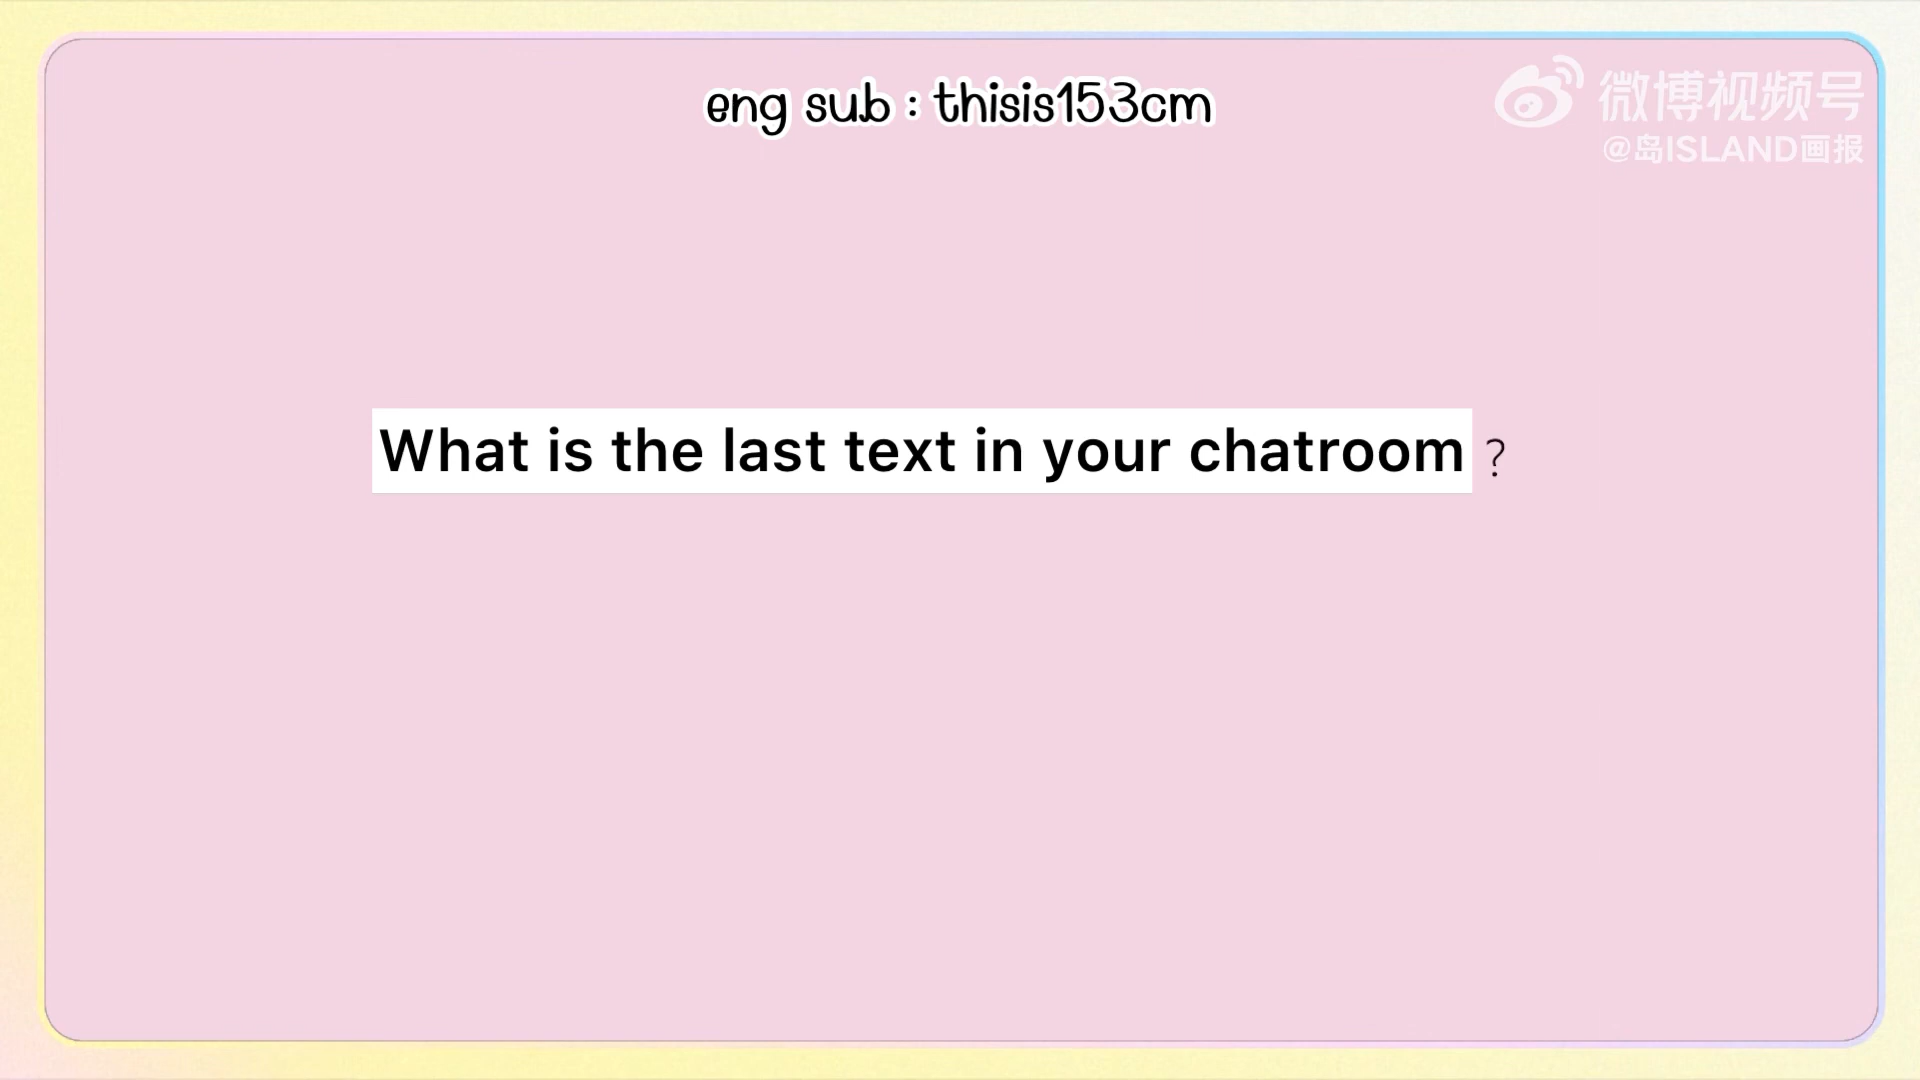 eng sub : thisis153cm
微博视频号
@岛ISLAND画报
What is the last text in your chatroom ？